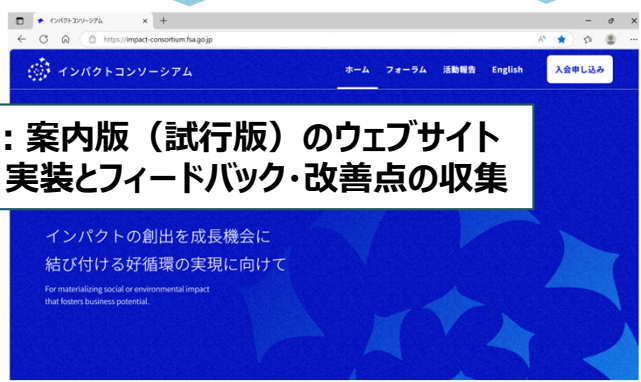 インパクトコンソーシアム
https://impact-consortium.fsa.go.jp
インパクトコンソーシアム
ホーム フォーラム 活動報告 English 入会申し込み
：案内版（試行版）のウェブサイト
実装とフィードバック・改善点の収集
インパクトの創出を成長機会に
結び付ける好循環の実現に向けて
For materializing social or environmental impact
that fosters business potential.